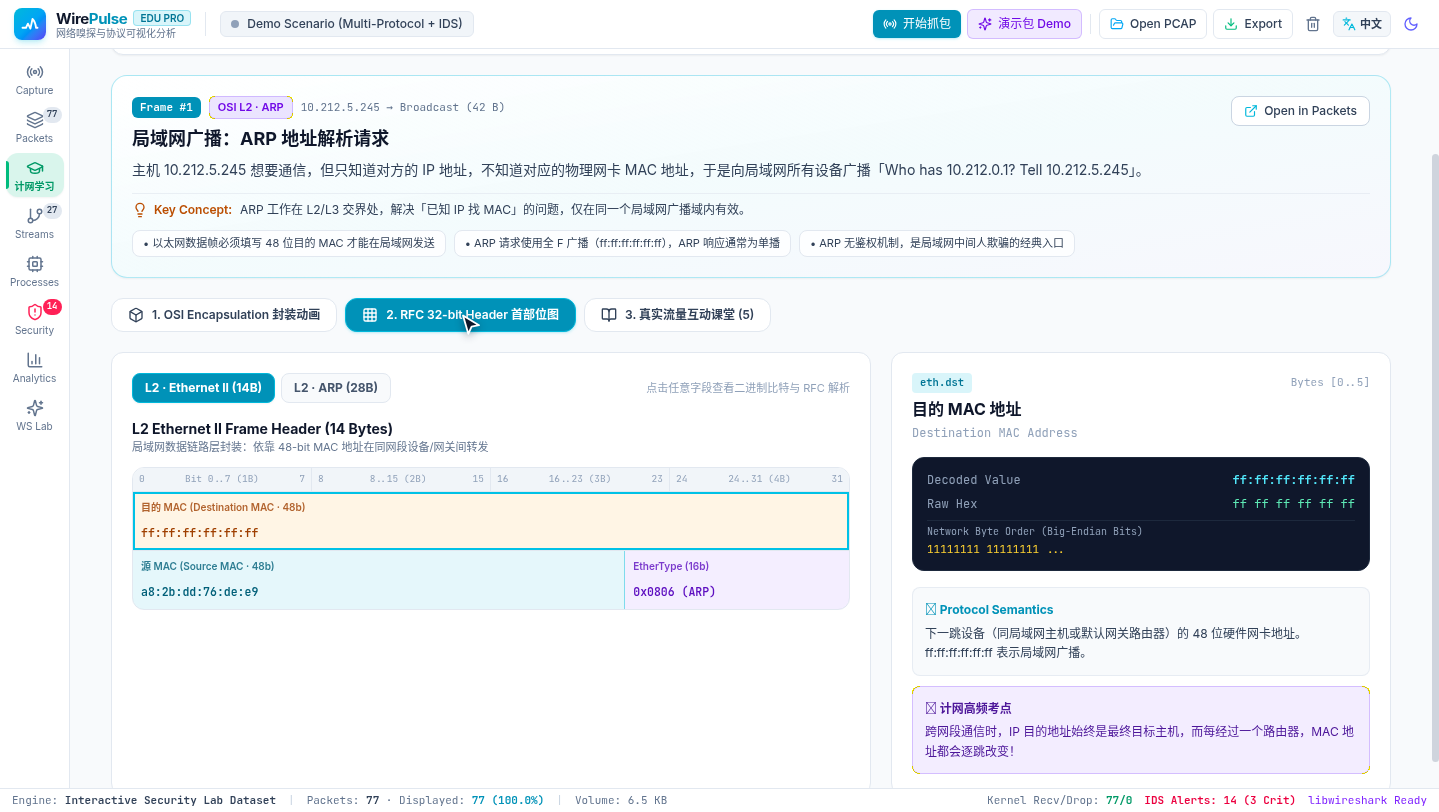 WirePulse EDU PRO
网络嗅探与协议可视化分析
Demo Scenario (Multi-Protocol + IDS)
开始抓包
演示包 Demo
Open PCAP
Export
中文
Capture
77
Packets
计网学习
27
Streams
Processes
14
Security
Analytics
WS Lab
Frame #1 OSI L2 · ARP 10.212.5.245 → Broadcast (42 B)
Open in Packets
局域网广播：ARP 地址解析请求
主机 10.212.5.245 想要通信，但只知道对方的 IP 地址，不知道对应的物理网卡 MAC 地址，于是向局域网所有设备广播「Who has 10.212.0.1? Tell 10.212.5.245」。
Key Concept: ARP 工作在 L2/L3 交界处，解决「已知 IP 找 MAC」的问题，仅在同一个局域网广播域内有效。
• 以太网数据帧必须填写 48 位目的 MAC 才能在局域网发送
• ARP 请求使用全 F 广播（ff:ff:ff:ff:ff:ff），ARP 响应通常为单播
• ARP 无鉴权机制，是局域网中间人欺骗的经典入口
1. OSI Encapsulation 封装动画
2. RFC 32-bit Header 首部位图
3. 真实流量互动课堂 (5)
L2 · Ethernet II (14B)
L2 · ARP (28B)
点击任意字段查看二进制比特与 RFC 解析
L2 Ethernet II Frame Header (14 Bytes)
局域网数据链路层封装：依靠 48-bit MAC 地址在同网段设备/网关间转发
0 Bit 0..7 (1B) 7 8 8..15 (2B) 15 16 16..23 (3B) 23 24 24..31 (4B) 31
目的 MAC (Destination MAC · 48b)
ff:ff:ff:ff:ff:ff
源 MAC (Source MAC · 48b)
a8:2b:dd:76:de:e9
EtherType (16b)
0x0806 (ARP)
eth.dst
Bytes [0..5]
目的 MAC 地址
Destination MAC Address
Decoded Value ff:ff:ff:ff:ff:ff
Raw Hex ff ff ff ff ff ff
Network Byte Order (Big-Endian Bits)
11111111 11111111 ...
Protocol Semantics
下一跳设备（同局域网主机或默认网关路由器）的 48 位硬件网卡地址。
ff:ff:ff:ff:ff:ff 表示局域网广播。
计网高频考点
跨网段通信时，IP 目的地址始终是最终目标主机，而每经过一个路由器，MAC 地
址都会逐跳改变！
Engine: Interactive Security Lab Dataset | Packets: 77 · Displayed: 77 (100.0%) | Volume: 6.5 KB
Kernel Recv/Drop: 77/0 IDS Alerts: 14 (3 Crit) libwireshark Ready